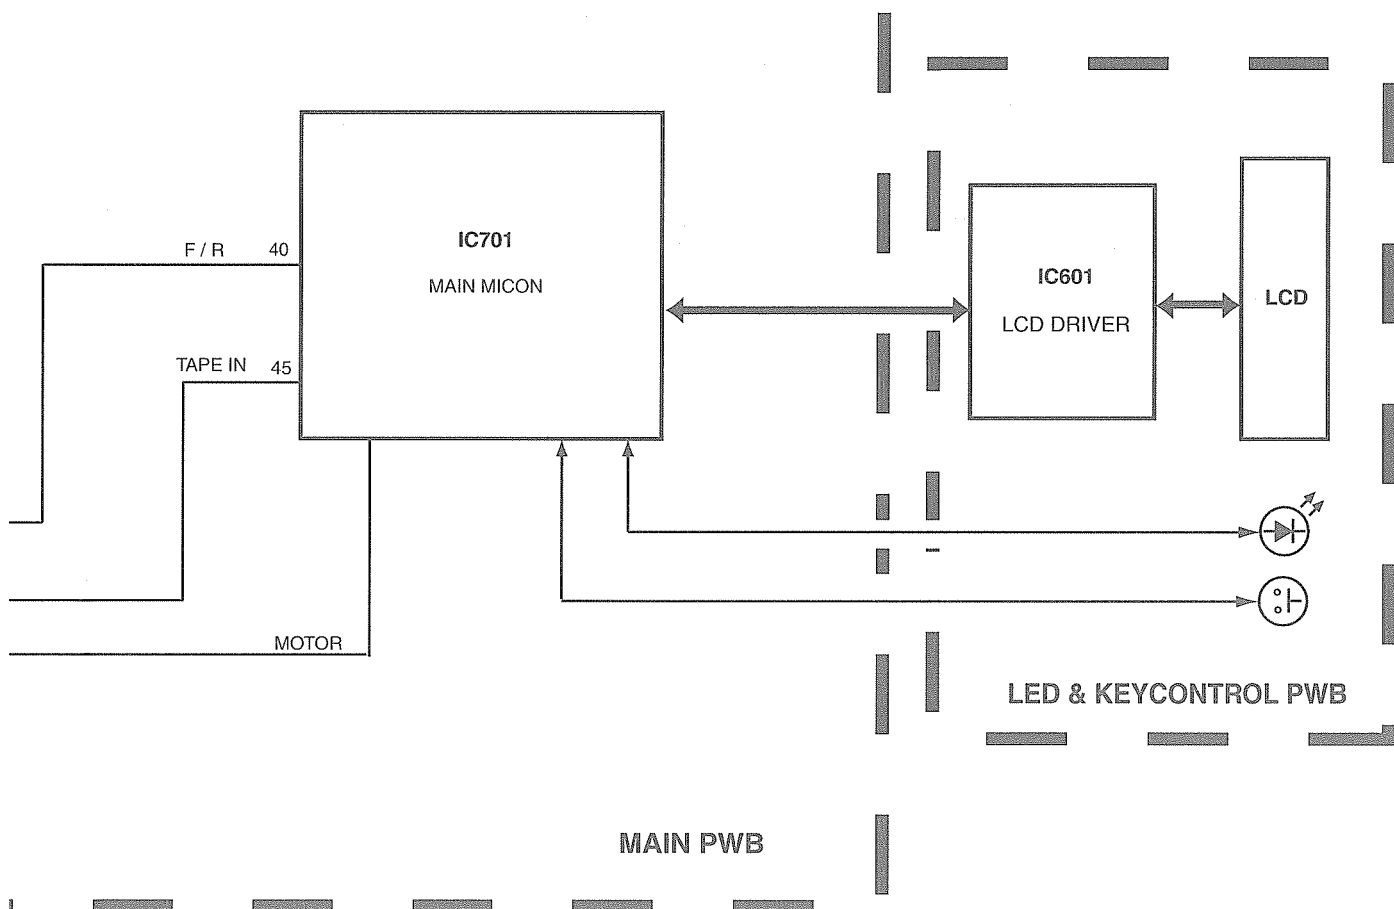 F / R 40
IC701
MAIN MICON
TAPE IN 45
MOTOR
IC601
LCD DRIVER
LCD
LED & KEYCONTROL PWB
MAIN PWB